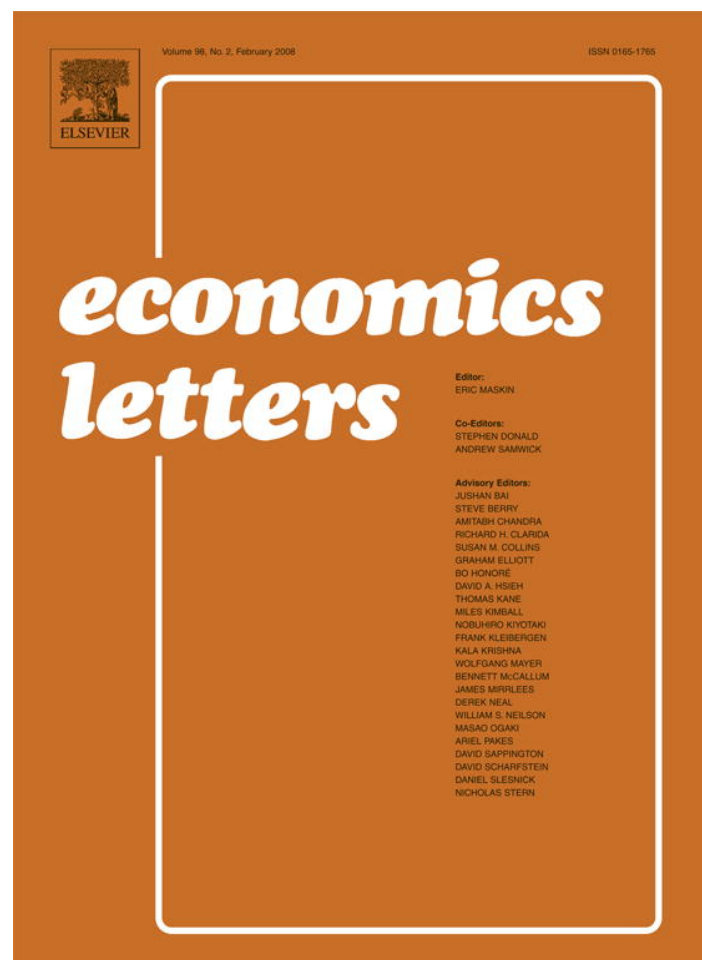 Volume 98, No. 2, February 2008
ISSN 0165-1765
ELSEVIER
economics
letters
Editor:
ERIC MASKIN
Co-Editors:
STEPHEN DONALD
ANDREW SAMWICK
Advisory Editors:
JUSHAN BAI
STEVE BERRY
AMITABH CHANDRA
RICHARD H. CLARIDA
SUSAN M. COLLINS
GRAHAM ELLIOTT
BO HONORÉ
DAVID A. HSIEH
THOMAS KANE
MILES KIMBALL
NOBUHIRO KIYOTAKI
FRANK KLEIBERGEN
KALA KRISHNA
WOLFGANG MAYER
BENNETT McCALLUM
JAMES MIRRLEES
DEREK NEAL
WILLIAM S. NEILSON
MASAO OGAKI
ARIEL PAKES
DAVID SAPPINGTON
DAVID SCHARFSTEIN
DANIEL SLESNICK
NICHOLAS STERN